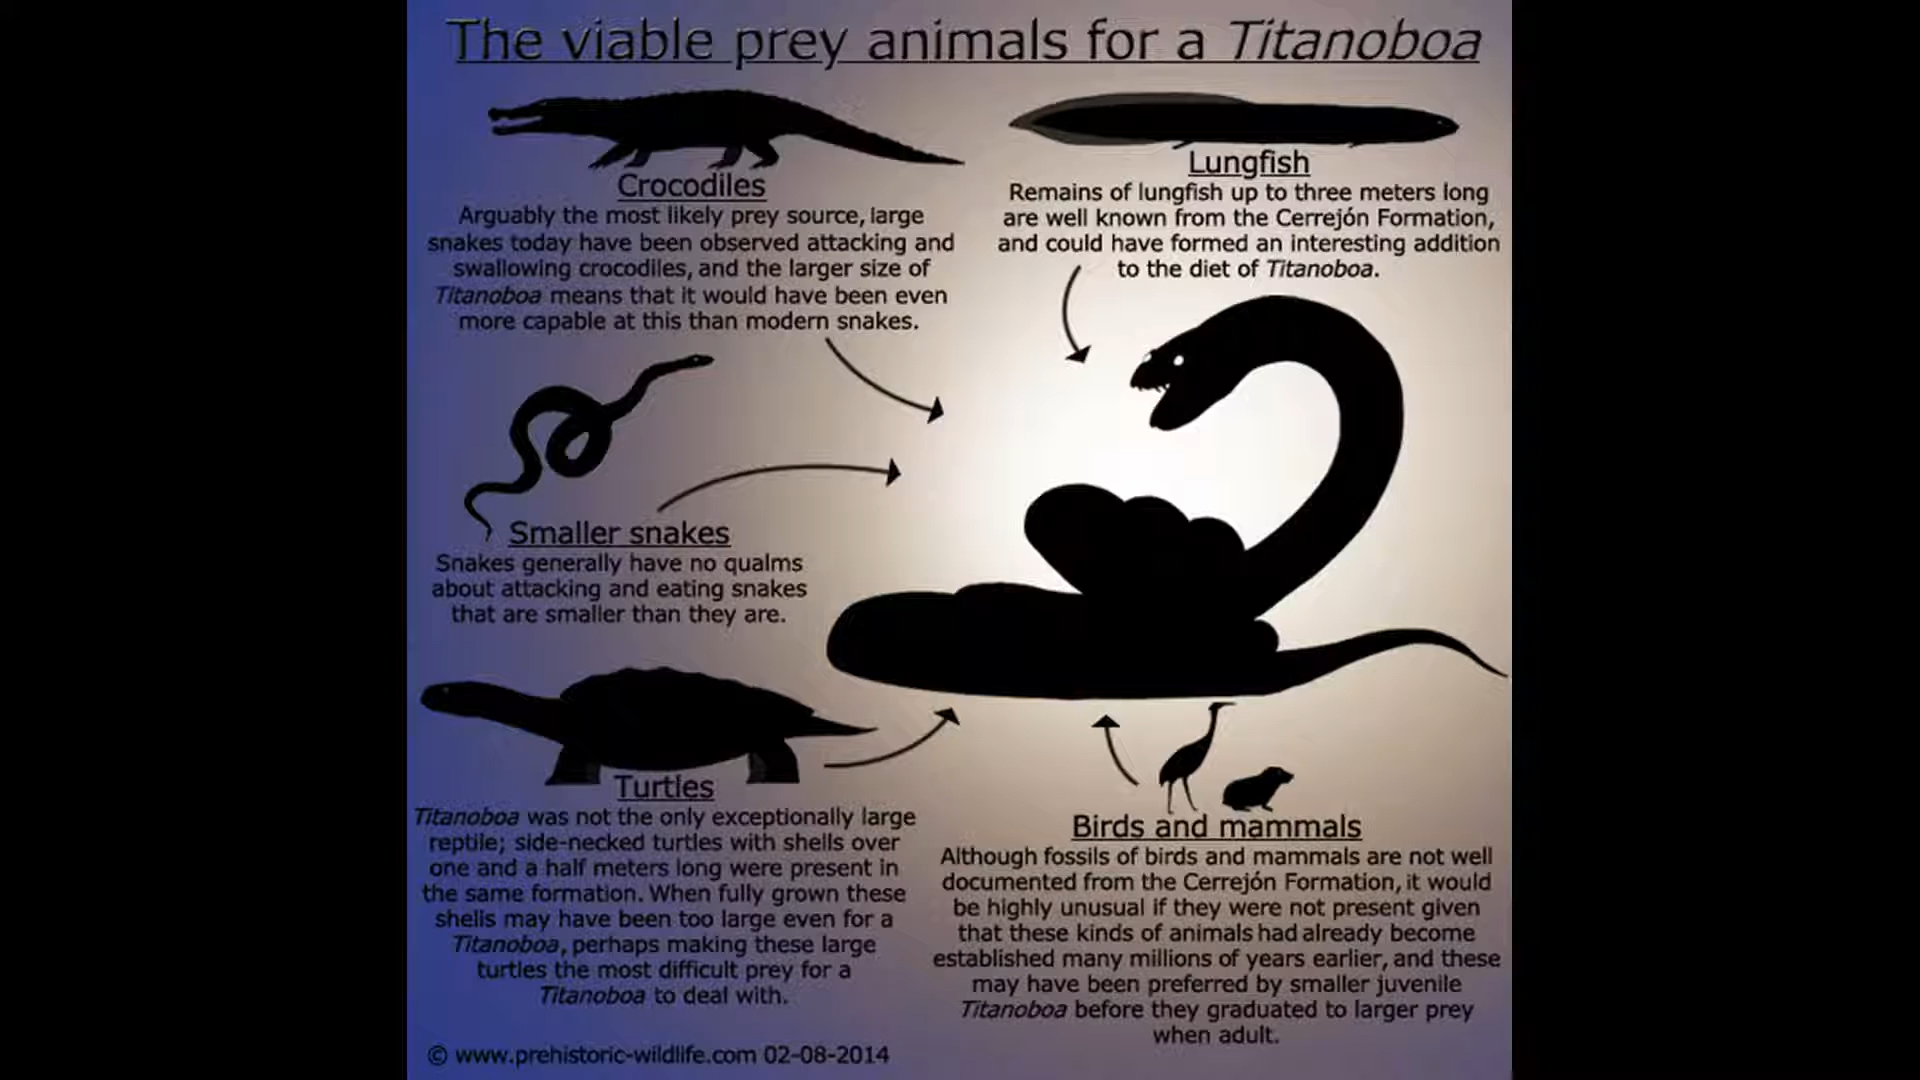 The viable prey animals for a Titanoboa
Crocodiles
Arguably the most likely prey source, large
snakes today have been observed attacking and
swallowing crocodiles, and the larger size of
Titanoboa means that it would have been even
more capable at this than modern snakes.
Lungfish
Remains of lungfish up to three meters long
are well known from the Cerrejón Formation,
and could have formed an interesting addition
to the diet of Titanoboa.
Smaller snakes
Snakes generally have no qualms
about attacking and eating snakes
that are smaller than they are.
Turtles
Titanoboa was not the only exceptionally large
reptile; side-necked turtles with shells over
one and a half meters long were present in
the same formation. When fully grown these
shells may have been too large even for a
Titanoboa, perhaps making these large
turtles the most difficult prey for a
Titanoboa to deal with.
Birds and mammals
Although fossils of birds and mammals are not well
documented from the Cerrejón Formation, it would
be highly unusual if they were not present given
that these kinds of animals had already become
established many millions of years earlier, and these
may have been preferred by smaller juvenile
Titanoboa before they graduated to larger prey
when adult.
© www.prehistoric-wildlife.com 02-08-2014